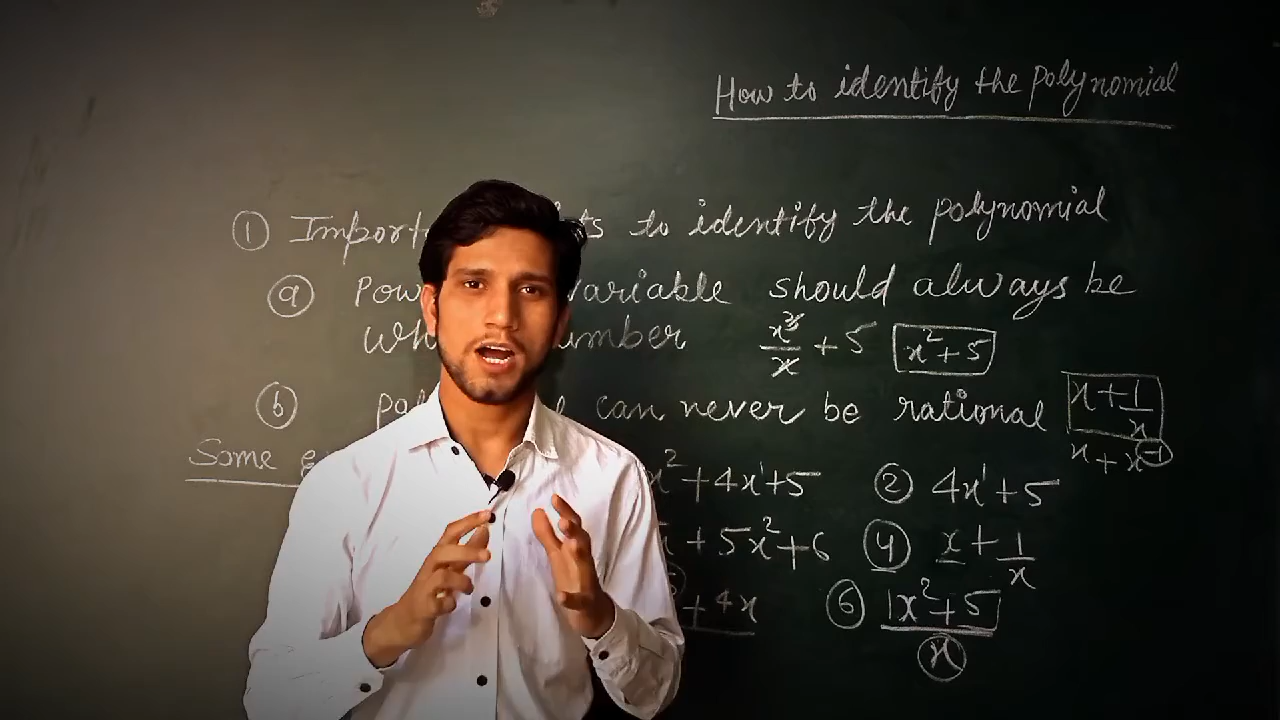 How to identify the polynomial
① Import ts to identify the polynomial
ⓐ Pow variable should always be
wh umber x³/x + 5 x² + 5
ⓑ pol can never be rational x + 1/x
x + x⁻¹
Some x² + 4x¹ + 5 ② 4x¹ + 5
+ 5x² + 6 ④ x + 1/x
+ 4x ⑥ 1x² + 5 / x